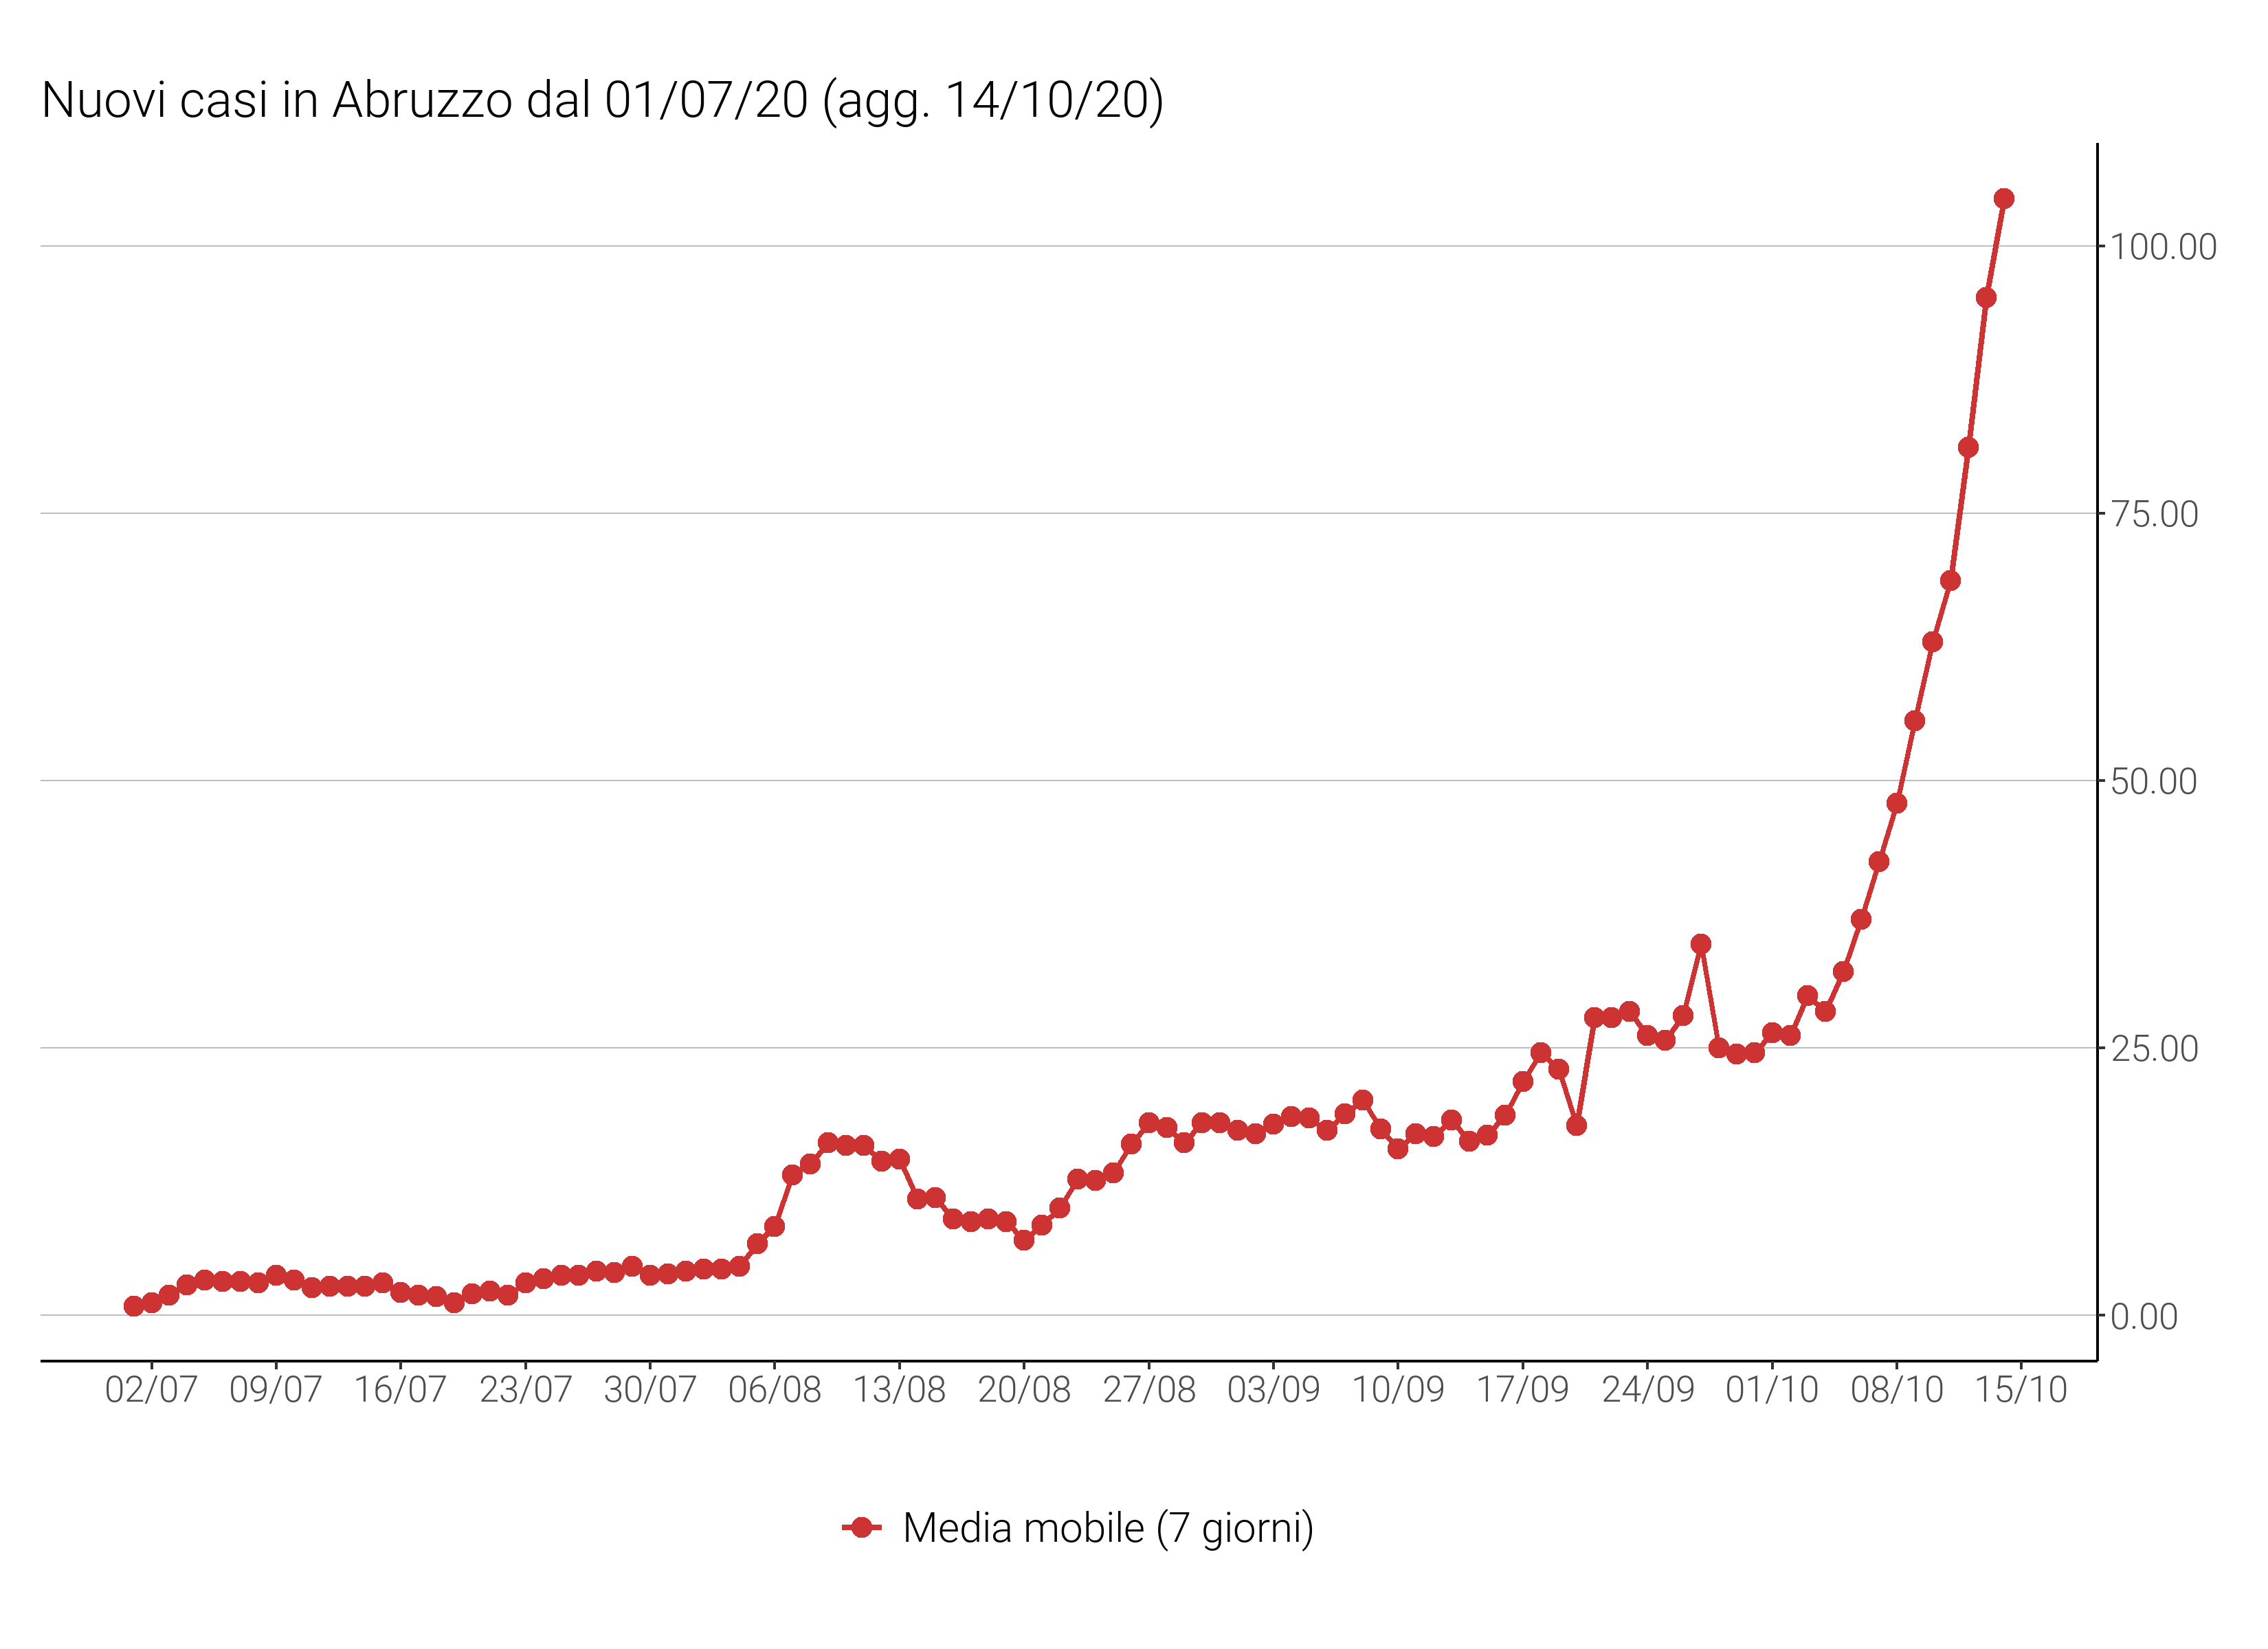 Nuovi casi in Abruzzo dal 01/07/20 (agg. 14/10/20)
100.00
75.00
50.00
25.00
0.00
02/07 09/07 16/07 23/07 30/07 06/08 13/08 20/08 27/08 03/09 10/09 17/09 24/09 01/10 08/10 15/10
Media mobile (7 giorni)